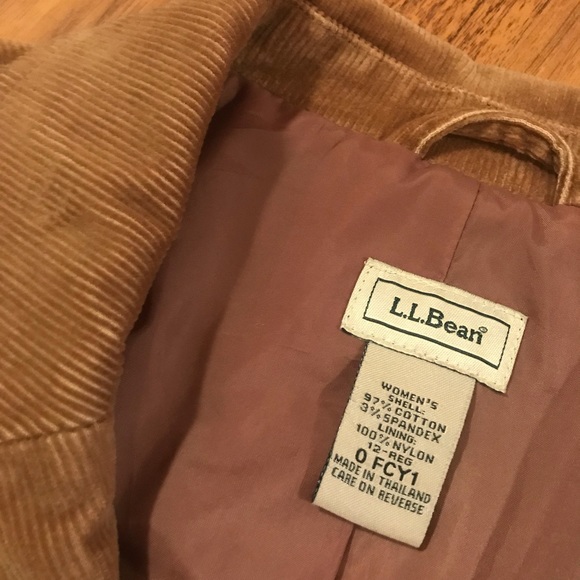 L.L.Bean®
WOMEN'S
SHELL:
97% COTTON
3% SPANDEX
LINING:
100% NYLON
12-REG
0 FCY1
MADE IN THAILAND
CARE ON REVERSE